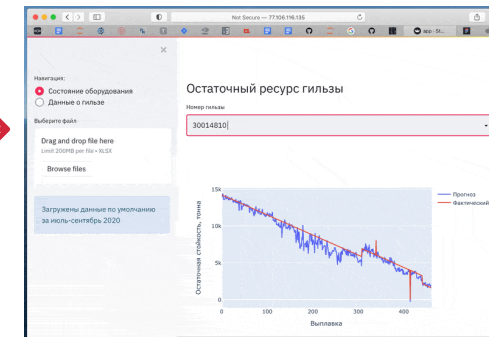 Not Secure — 77.106.116.135
app · St...
Навигация:
Состояние оборудования
Данные о гильзе
Выберите файл
Drag and drop file here
Limit 200MB per file • XLSX
Browse files
Загружены данные по умолчанию
за июль-сентябрь 2020
Остаточный ресурс гильзы
Номер гильзы
30014810
Остаточная стойкость, тонна
15k
10k
5k
0
0 100 200 300 400
Выплавка
Прогноз
Фактический